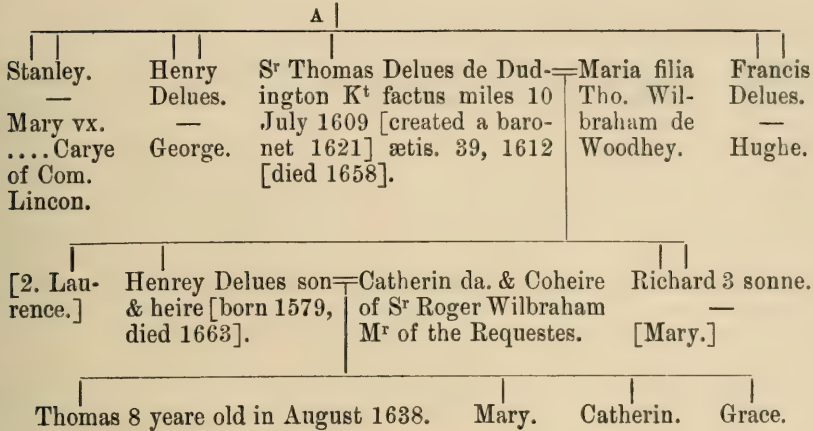 A
Stanley.
—
Mary vx.
....Carye
of Com.
Lincon.
Henry
Delues.
—
George.
Sʳ Thomas Delues de Dud-
ington Kᵗ factus miles 10
July 1609 [created a baro-
net 1621] ætis. 39, 1612
[died 1658].
Maria filia
Tho. Wil-
braham de
Woodhey.
Francis
Delues.
—
Hughe.
[2. Lau-
rence.]
Henrey Delues son
& heire [born 1579,
died 1663].
Catherin da. & Coheire
of Sʳ Roger Wilbraham
Mʳ of the Requestes.
Richard 3 sonne.
—
[Mary.]
Thomas 8 yeare old in August 1638.
Mary.
Catherin.
Grace.